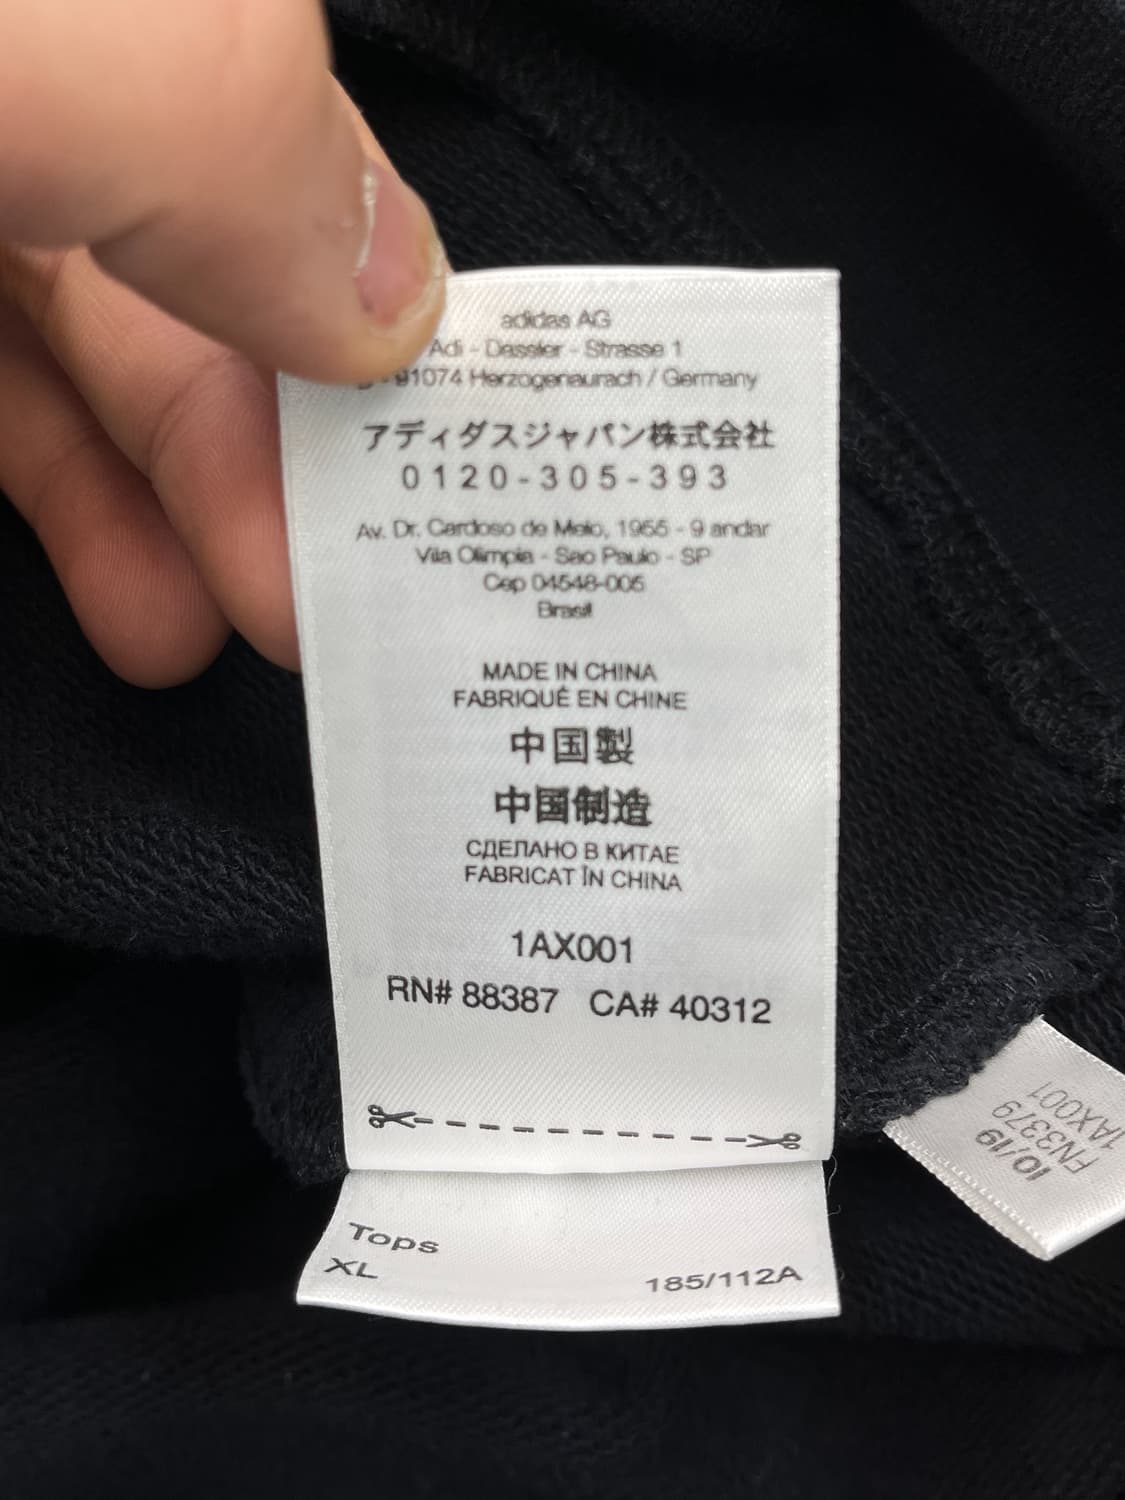 adidas AG
Adi - Dassler - Strasse 1
D - 91074 Herzogenaurach / Germany
アディダスジャパン株式会社
0120-305-393
Av. Dr. Cardoso de Melo, 1955 - 9 andar
Vila Olimpia - Sao Paulo - SP
Cep 04548-005
Brasil
MADE IN CHINA
FABRIQUÉ EN CHINE
中国製
中国制造
СДЕЛАНО В КИТАЕ
FABRICAT ÎN CHINA
1AX001
RN# 88387 CA# 40312
Tops
XL 185/112A
10/19
FN3379
1AX001